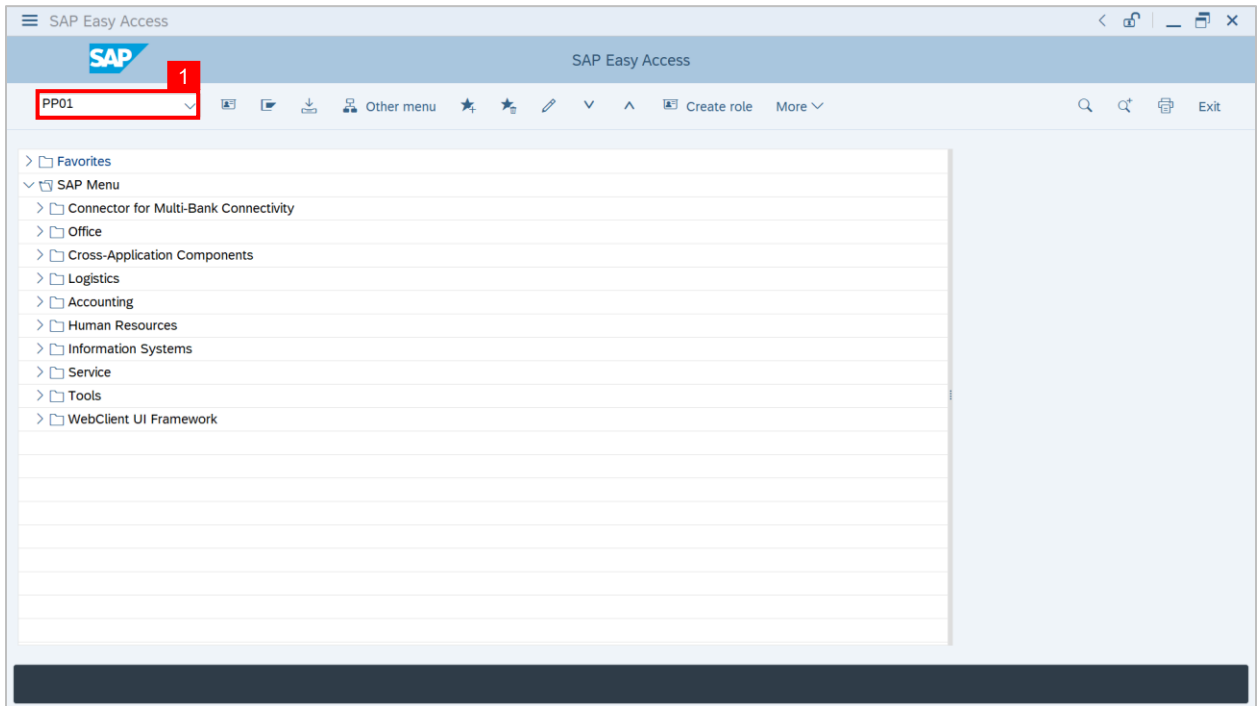 SAP Easy Access
SAP
SAP Easy Access
1
PP01
Other menu
Create role
More
Exit
Favorites
SAP Menu
Connector for Multi-Bank Connectivity
Office
Cross-Application Components
Logistics
Accounting
Human Resources
Information Systems
Service
Tools
WebClient UI Framework